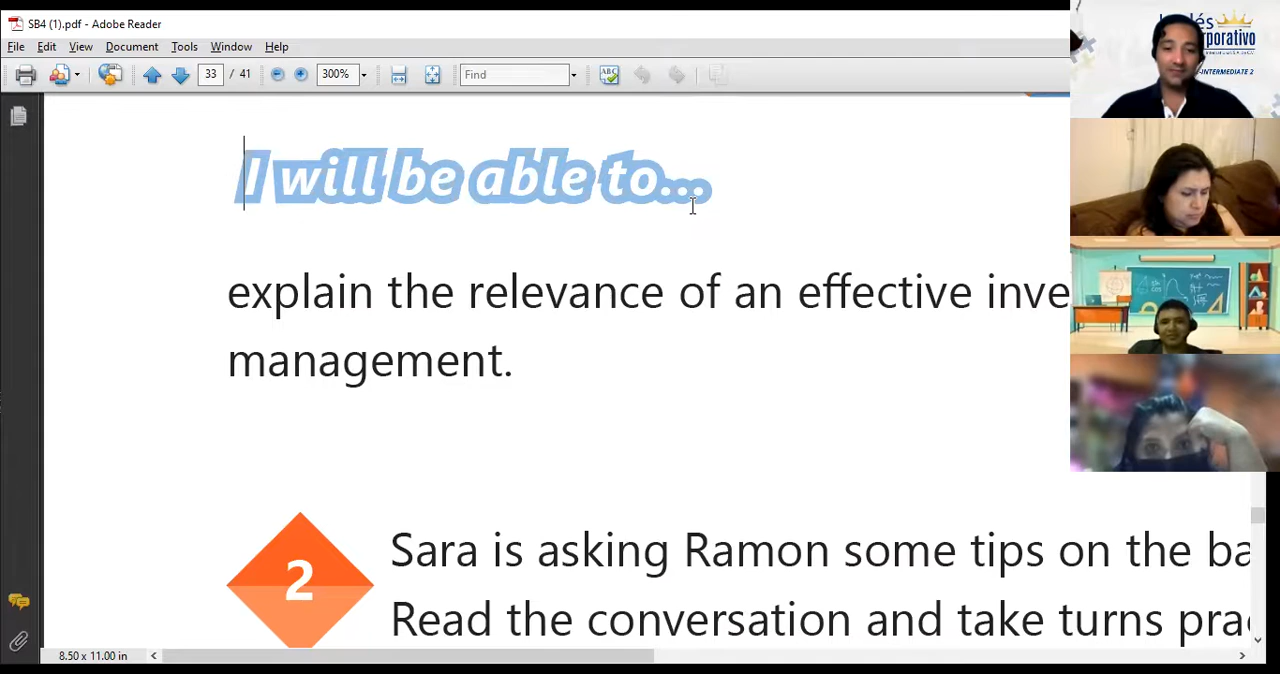 SB4 (1).pdf - Adobe Reader
File Edit View Document Tools Window Help
33 / 41 300% Find
I will be able to...
explain the relevance of an effective inve
management.
2
Sara is asking Ramon some tips on the ba
Read the conversation and take turns prac
8.50 x 11.00 in
-INTERMEDIATE 2